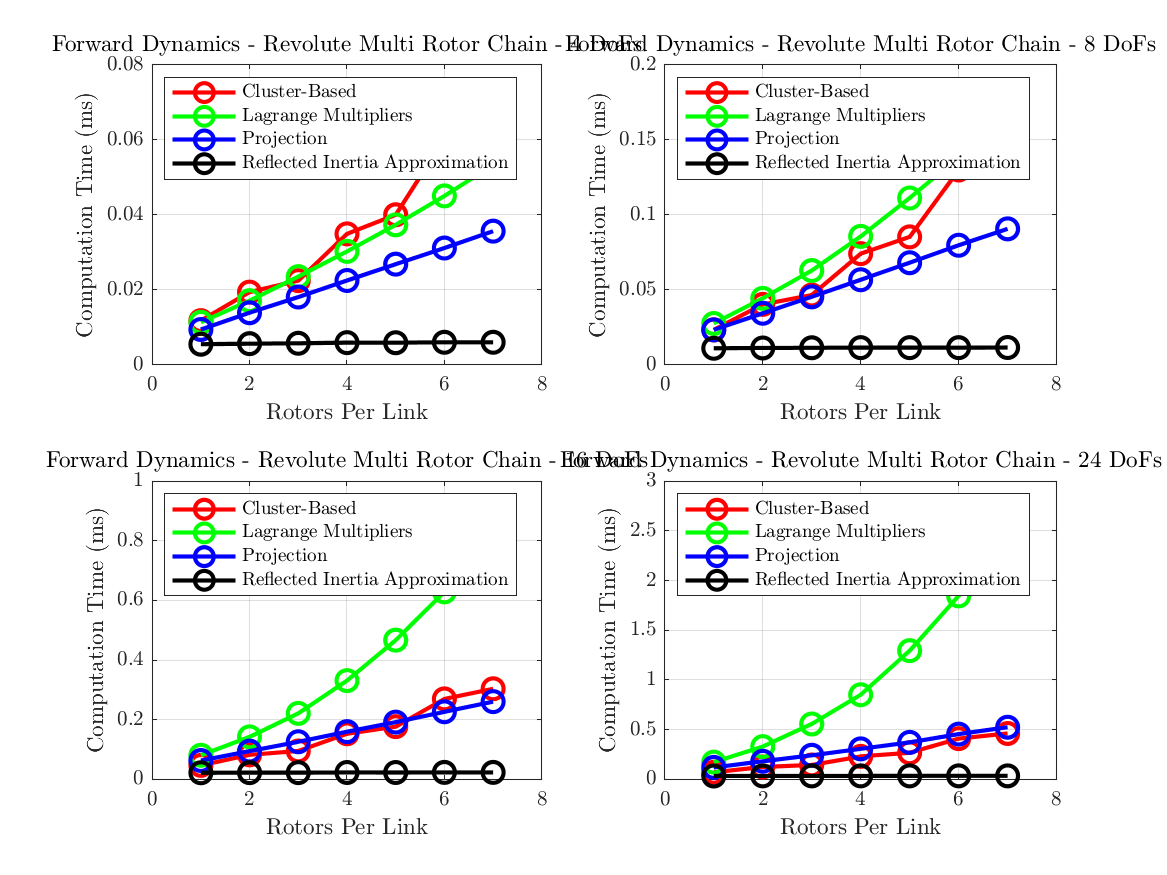 Forward Dynamics - Revolute Multi Rotor Chain - 4 DoFs
0.08
0.06
0.04
0.02
0
Computation Time (ms)
Cluster-Based
Lagrange Multipliers
Projection
Reflected Inertia Approximation
0 2 4 6 8
Rotors Per Link
Forward Dynamics - Revolute Multi Rotor Chain - 8 DoFs
0.2
0.15
0.1
0.05
0
Computation Time (ms)
Cluster-Based
Lagrange Multipliers
Projection
Reflected Inertia Approximation
0 2 4 6 8
Rotors Per Link
Forward Dynamics - Revolute Multi Rotor Chain - 16 DoFs
1
0.8
0.6
0.4
0.2
0
Computation Time (ms)
Cluster-Based
Lagrange Multipliers
Projection
Reflected Inertia Approximation
0 2 4 6 8
Rotors Per Link
Forward Dynamics - Revolute Multi Rotor Chain - 24 DoFs
3
2.5
2
1.5
1
0.5
0
Computation Time (ms)
Cluster-Based
Lagrange Multipliers
Projection
Reflected Inertia Approximation
0 2 4 6 8
Rotors Per Link